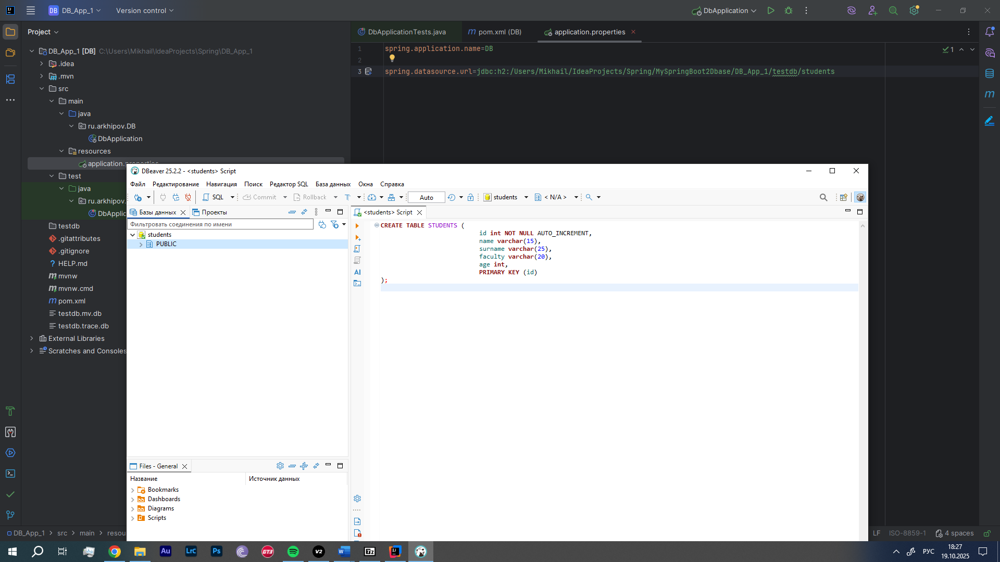 DB DB_App_1 Version control DbApplication
Project
DbApplicationTests.java
pom.xml (DB)
application.properties
DB_App_1 [DB] C:\Users\Mikhail\IdeaProjects\Spring\DB_App_1
.idea
.mvn
src
main
java
ru.arkhipov.DB
DbApplication
resources
application.properties
test
java
ru.arkhipov.
DbApplic
testdb
.gitattributes
.gitignore
HELP.md
mvnw
mvnw.cmd
pom.xml
testdb.mv.db
testdb.trace.db
External Libraries
Scratches and Consoles
1 spring.application.name=DB
2
3 spring.datasource.url=jdbc:h2:/Users/Mikhail/IdeaProjects/Spring/MySpringBoot2Dbase/DB_App_1/testdb/students
1
DBeaver 25.2.2 - <students> Script
Файл Редактирование Навигация Поиск Редактор SQL База данных Окна Справка
SQL Commit Rollback Auto students < N/A >
Базы данных Проекты
Фильтровать соединения по имени
students
PUBLIC
<students> Script
CREATE TABLE STUDENTS (
id int NOT NULL AUTO_INCREMENT,
name varchar(15),
surname varchar(25),
faculty varchar(20),
age int,
PRIMARY KEY (id)
);
AI
Files - General
Название Источник данных
Bookmarks
Dashboards
Diagrams
Scripts
DB_App_1 > src > main > resou
LF ISO-8859-1 4 spaces
Au LrC Ps GT3 V2 W
РУС
18:27
19.10.2025